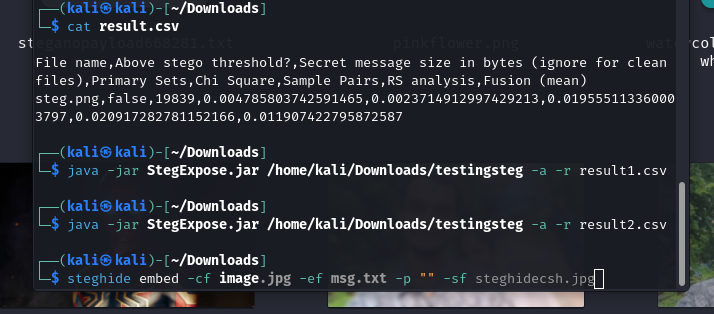 (kali㉿kali)-[~/Downloads]
$ cat result.csv
steganopayload668281.txt pinkflower.png watercol
wh
File name,Above stego threshold?,Secret message size in bytes (ignore for clean
files),Primary Sets,Chi Square,Sample Pairs,RS analysis,Fusion (mean)
steg.png,false,19839,0.004785803742591465,0.0023714912997429213,0.01955511336000
3797,0.020917282781152166,0.011907422795872587
(kali㉿kali)-[~/Downloads]
$ java -jar StegExpose.jar /home/kali/Downloads/testingsteg -a -r result1.csv
(kali㉿kali)-[~/Downloads]
$ java -jar StegExpose.jar /home/kali/Downloads/testingsteg -a -r result2.csv
(kali㉿kali)-[~/Downloads]
$ steghide embed -cf image.jpg -ef msg.txt -p "" -sf steghidecsh.jpg